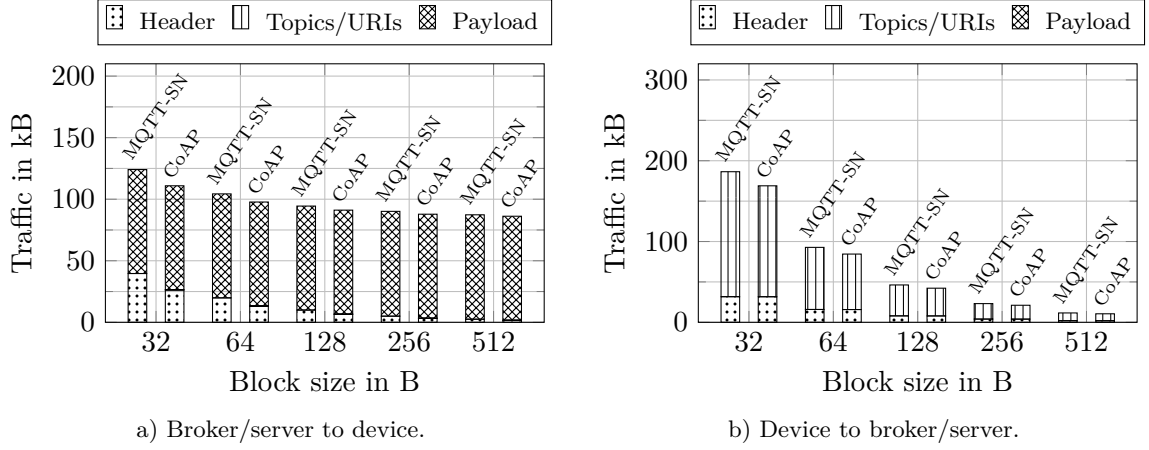 Header Topics/URIs Payload
200
150
100
50
0
Traffic in kB
MQTT-SN CoAP MQTT-SN CoAP MQTT-SN CoAP MQTT-SN CoAP MQTT-SN CoAP
32 64 128 256 512
Block size in B
a) Broker/server to device.
Header Topics/URIs Payload
300
200
100
0
Traffic in kB
MQTT-SN CoAP MQTT-SN CoAP MQTT-SN CoAP MQTT-SN CoAP MQTT-SN CoAP
32 64 128 256 512
Block size in B
b) Device to broker/server.